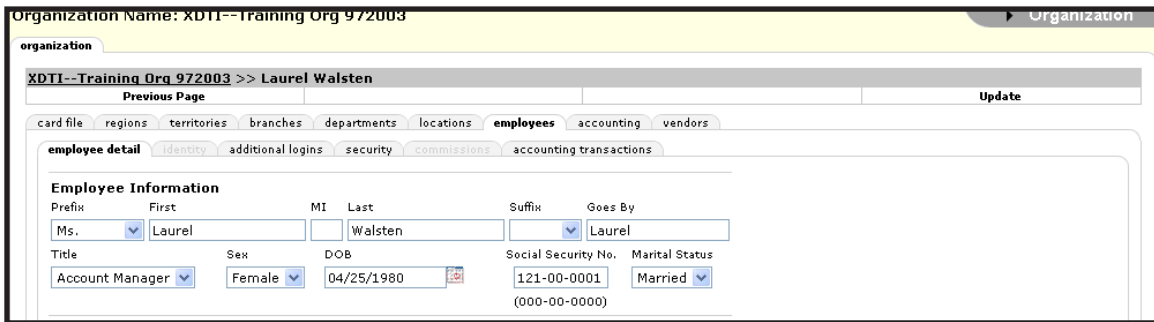 Organization Name: XDTI--Training Org 972003 Organization
organization
XDTI--Training Org 972003 >> Laurel Walsten
Previous Page Update
card file regions territories branches departments locations employees accounting vendors
employee detail identity additional logins security commissions accounting transactions
Employee Information
Prefix First MI Last Suffix Goes By
Ms. Laurel Walsten Laurel
Title Sex DOB Social Security No. Marital Status
Account Manager Female 04/25/1980 121-00-0001 Married
(000-00-0000)